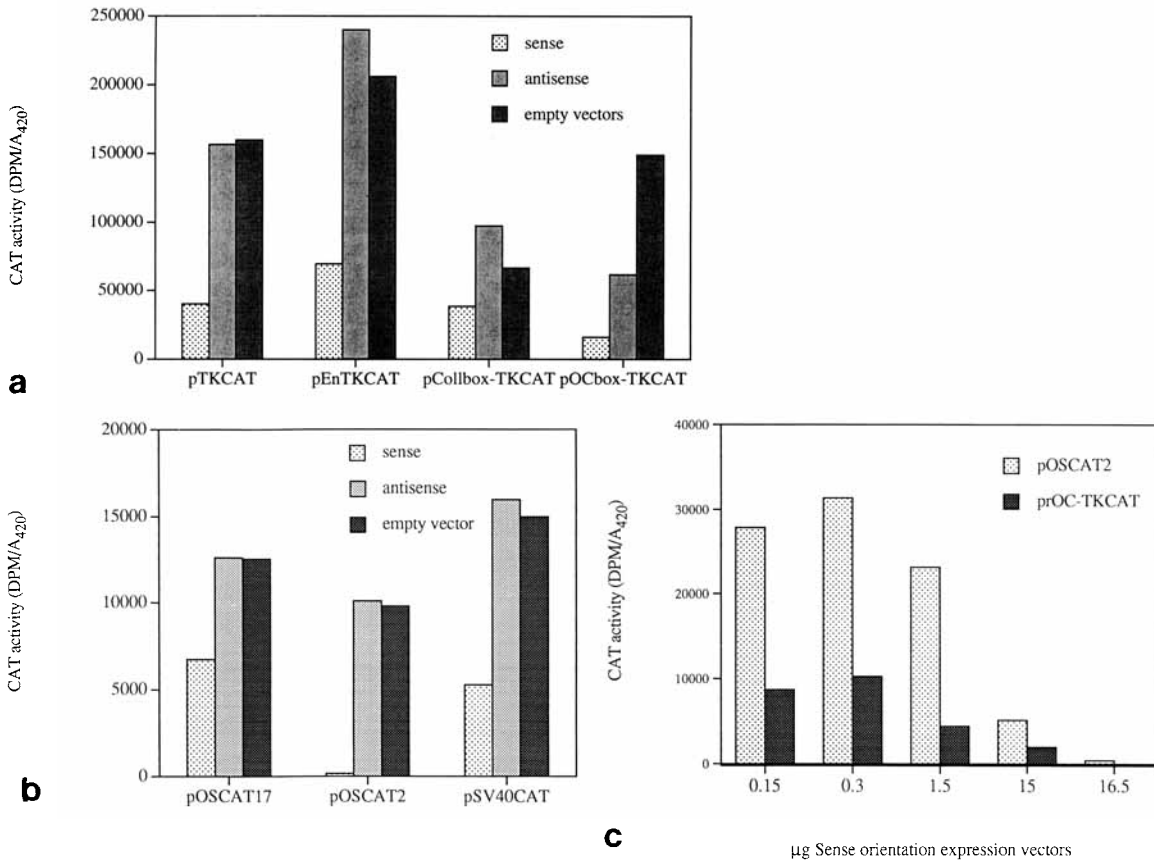 250000
200000
150000
100000
50000
0
CAT activity (DPM/A420)
sense
antisense
empty vectors
pTKCAT
pEnTKCAT
pCollbox-TKCAT
pOCbox-TKCAT
a
20000
15000
10000
5000
0
CAT activity (DPM/A420)
sense
antisense
empty vector
pOSCAT17
pOSCAT2
pSV40CAT
b
40000
30000
20000
10000
0
CAT activity (DPM/A420)
pOSCAT2
prOC-TKCAT
0.15
0.3
1.5
15
16.5
c
µg Sense orientation expression vectors